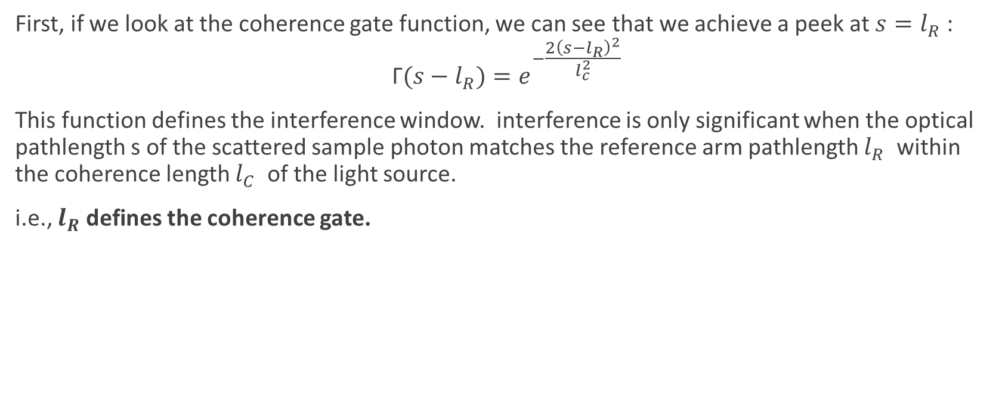 First, if we look at the coherence gate function, we can see that we achieve a peek at 𝑠 = 𝑙_R :
Γ(𝑠 − 𝑙_R) = 𝑒^(−2(𝑠−𝑙_R)²/𝑙_c²)
This function defines the interference window.  interference is only significant when the optical
pathlength s of the scattered sample photon matches the reference arm pathlength 𝑙_R within
the coherence length 𝑙_C of the light source.
i.e., 𝒍_R defines the coherence gate.